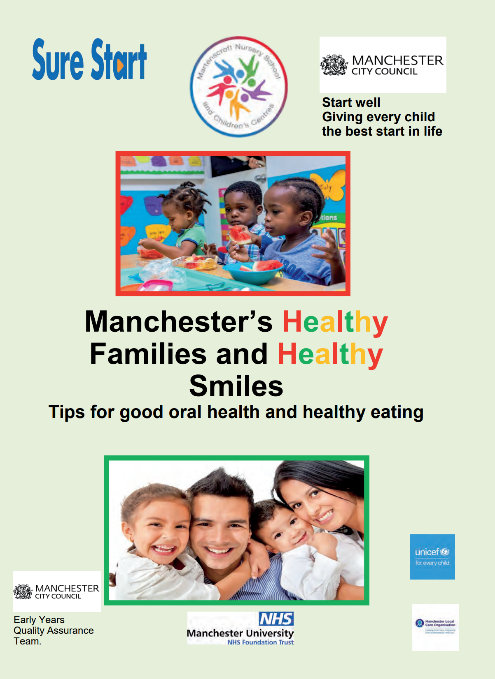 Sure Start
Martenscroft Nursery School
and Children's Centres
MANCHESTER
CITY COUNCIL
Start well
Giving every child
the best start in life
Manchester's Healthy
Families and Healthy
Smiles
Tips for good oral health and healthy eating
unicef
for every child
MANCHESTER
CITY COUNCIL
Early Years
Quality Assurance
Team.
NHS
Manchester University
NHS Foundation Trust
Manchester Local
Care Organisation